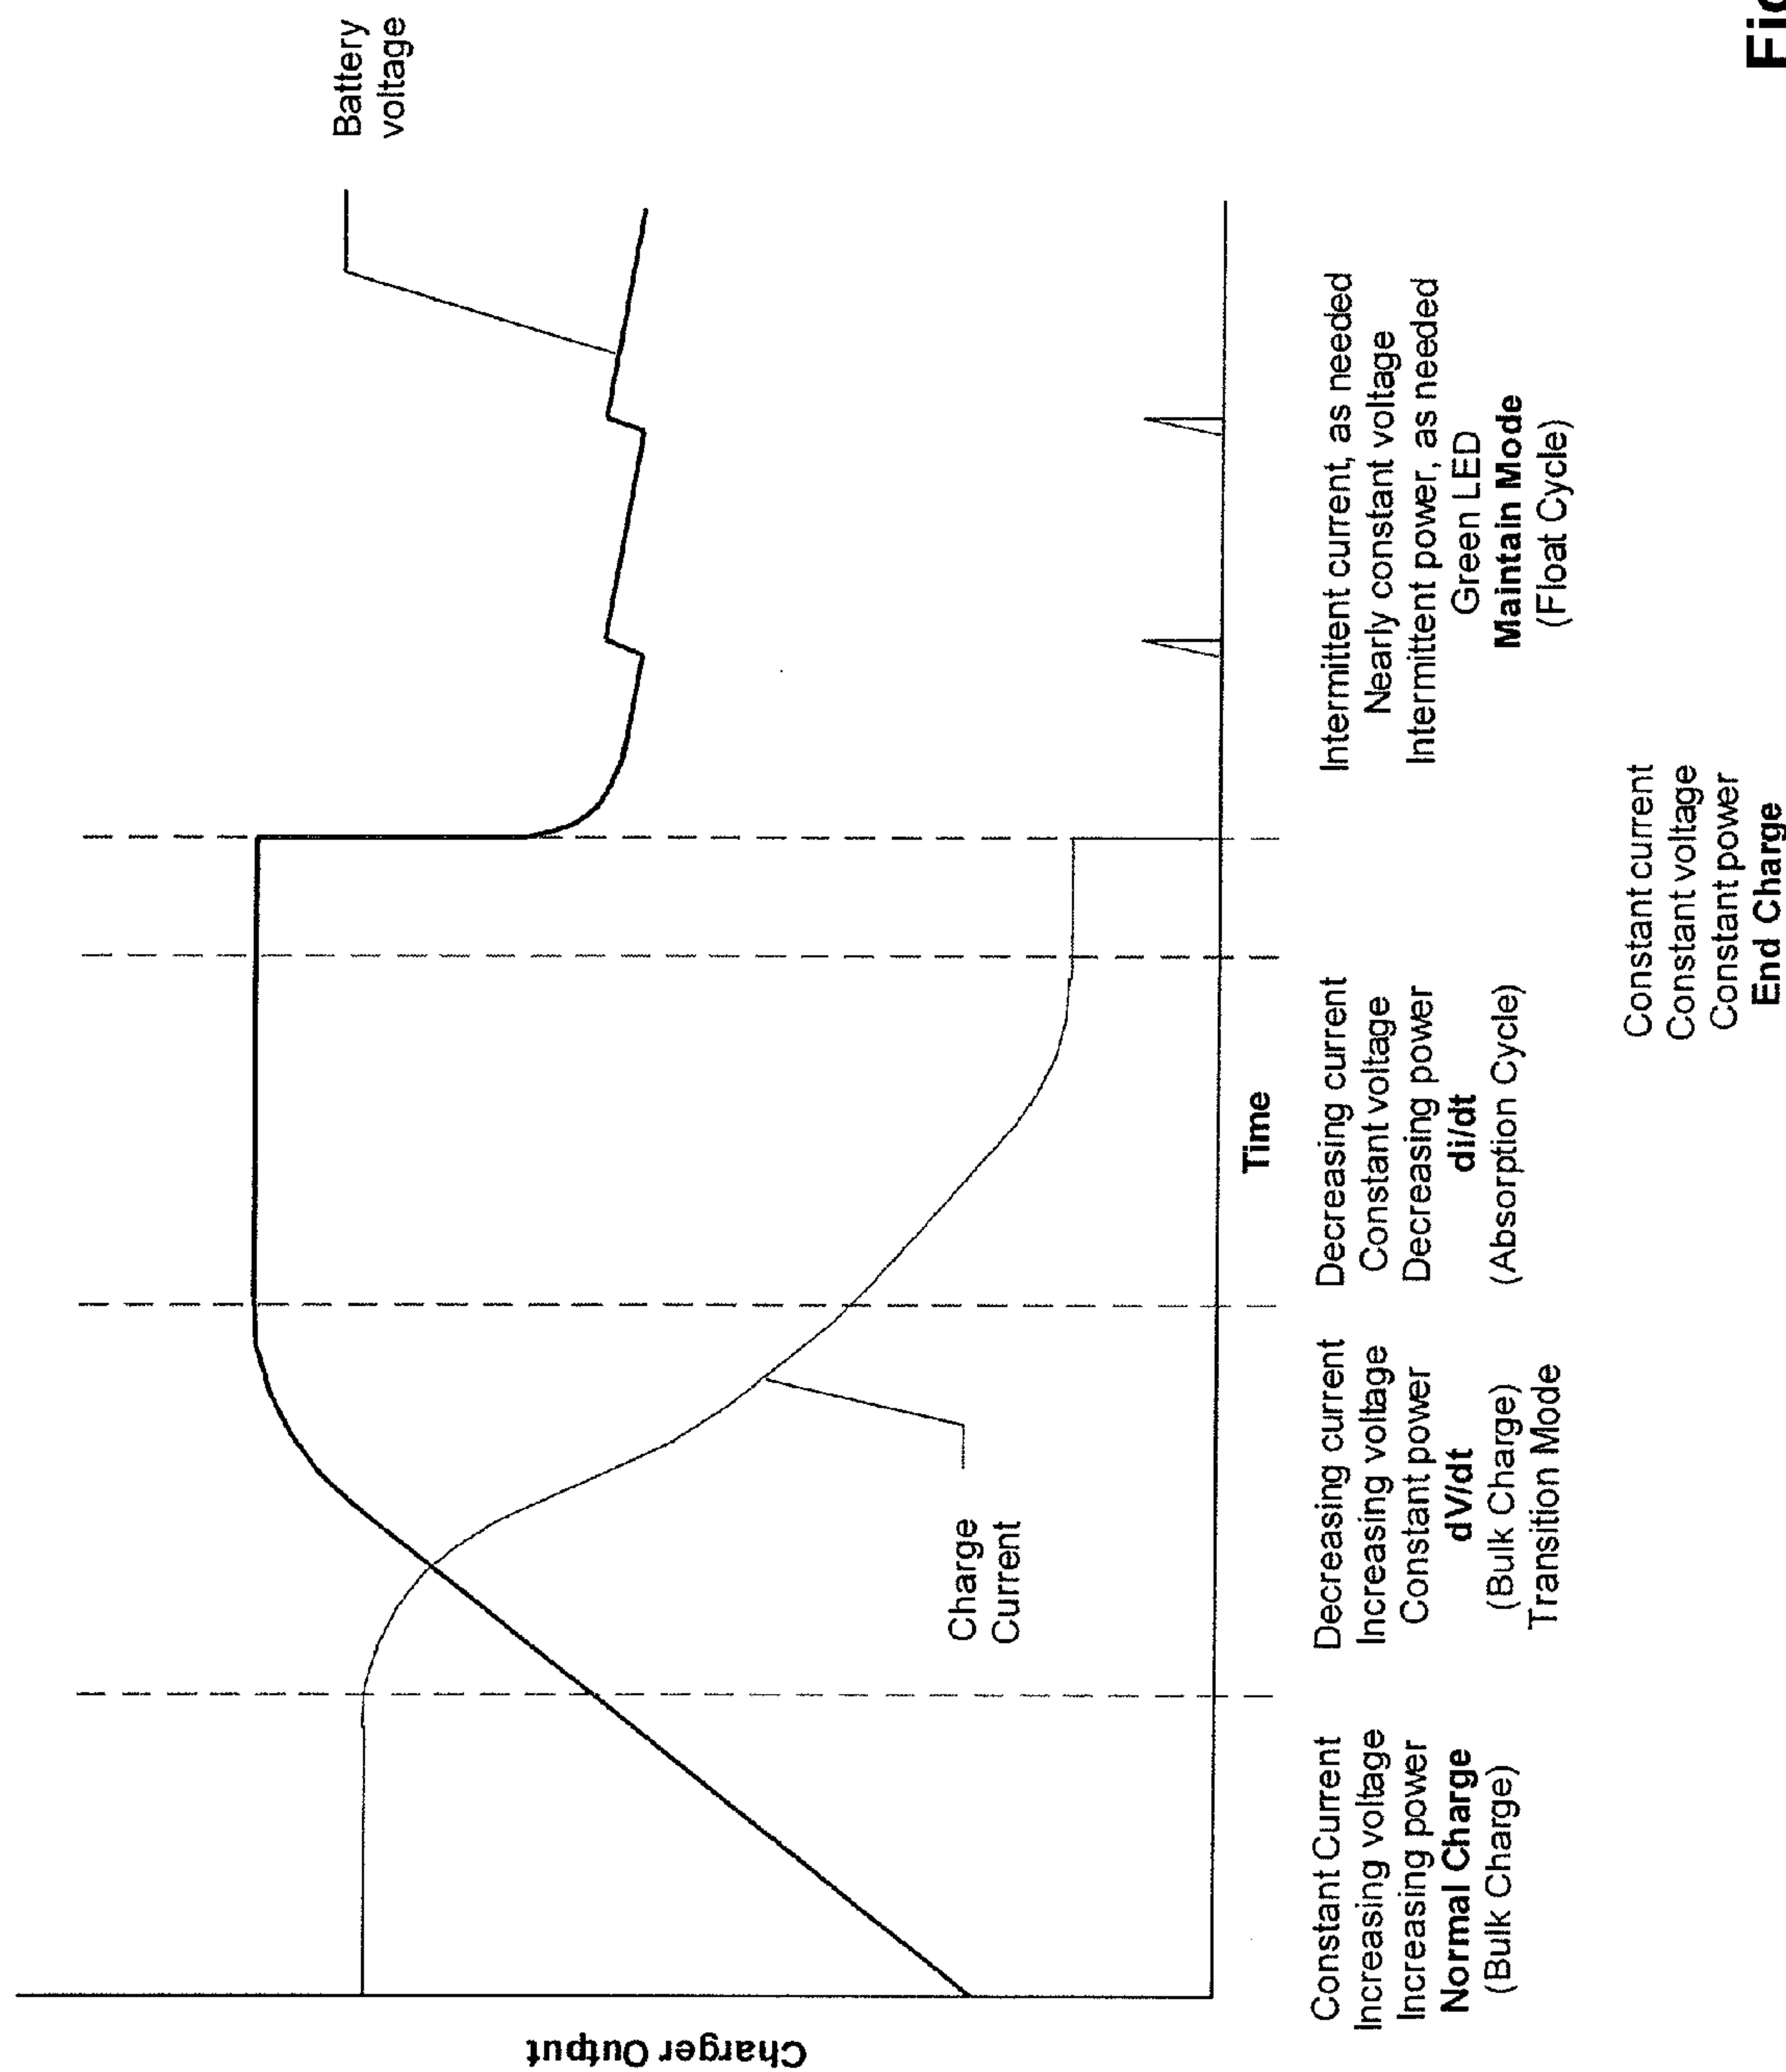 Charger Output
Battery
voltage
Charge
Current
Time
Constant Current
Increasing voltage
Increasing power
Normal Charge
(Bulk Charge)
Decreasing current
Increasing voltage
Constant power
dV/dt
(Bulk Charge)
Transition Mode
Decreasing current
Constant voltage
Decreasing power
di/dt
(Absorption Cycle)
Constant current
Constant voltage
Constant power
End Charge
Intermittent current, as needed
Nearly constant voltage
Intermittent power, as needed
Green LED
Maintain Mode
(Float Cycle)